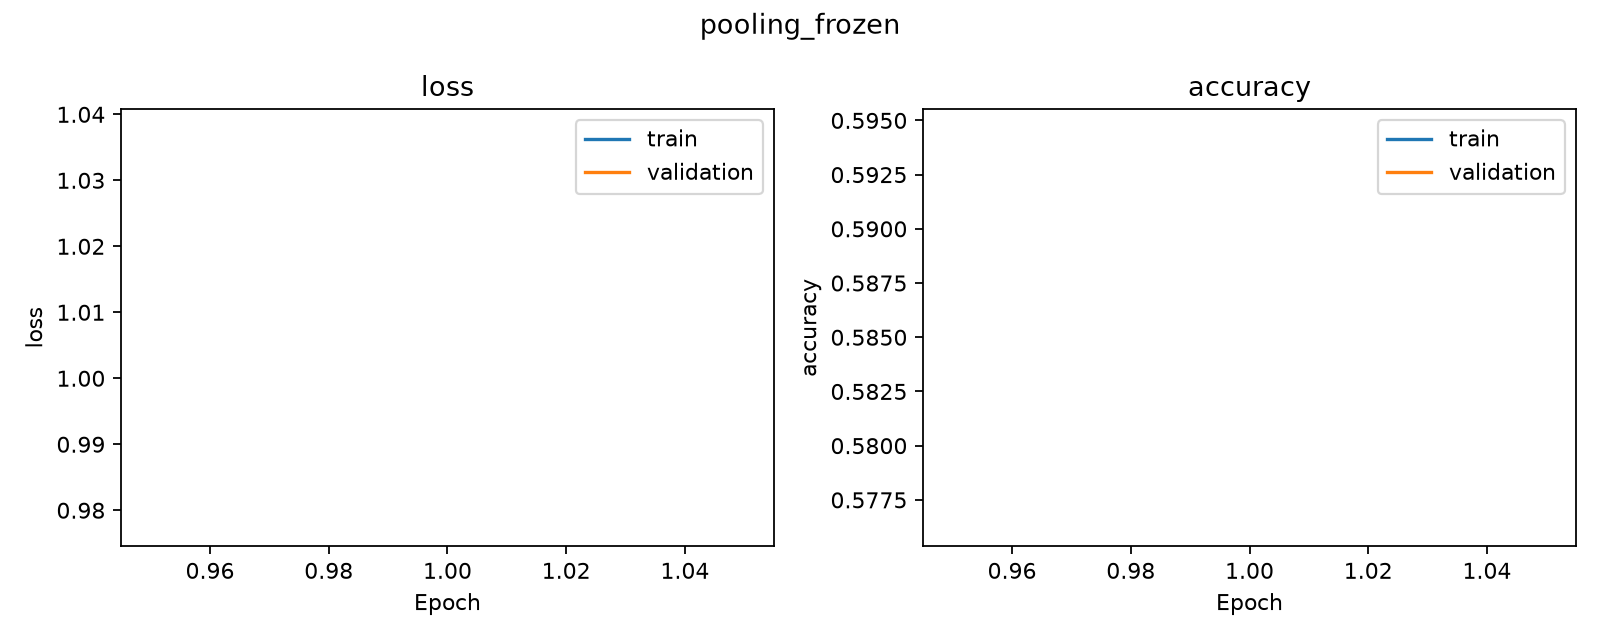 pooling_frozen
loss
1.04
1.03
1.02
1.01
1.00
0.99
0.98
loss
0.96 0.98 1.00 1.02 1.04
Epoch
train
validation
accuracy
0.5950
0.5925
0.5900
0.5875
0.5850
0.5825
0.5800
0.5775
accuracy
0.96 0.98 1.00 1.02 1.04
Epoch
train
validation